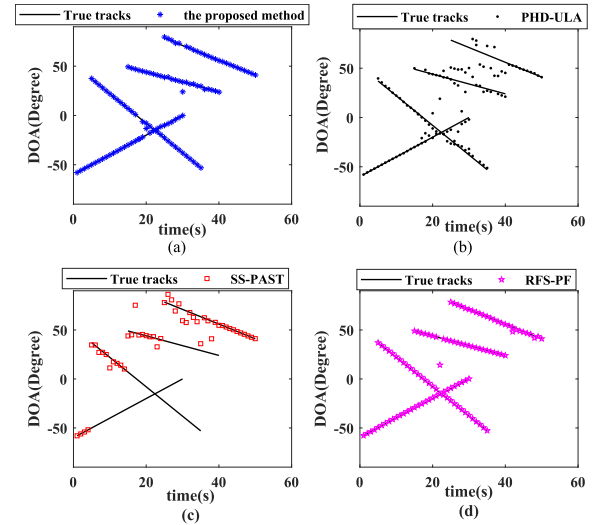 True tracks the proposed method
DOA(Degree)
50
0
-50
0 20 40 60
time(s)
(a)
True tracks PHD-ULA
DOA(Degree)
50
0
-50
0 20 40 60
time(s)
(b)
True tracks SS-PAST
DOA(Degree)
50
0
-50
0 20 40 60
time(s)
(c)
True tracks RFS-PF
DOA(Degree)
50
0
-50
0 20 40 60
time(s)
(d)